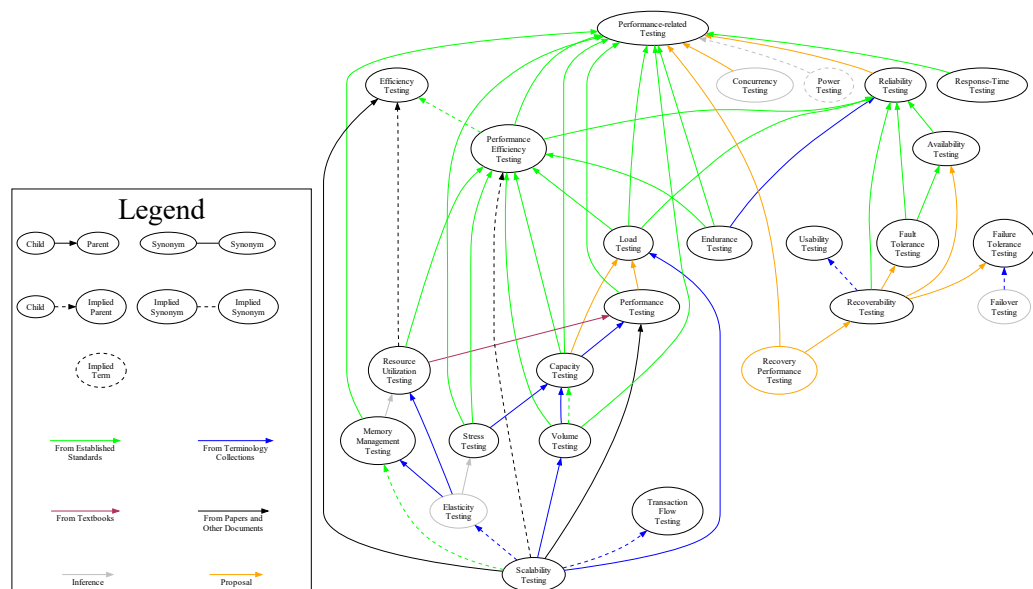 Performance-related
Testing
Efficiency
Testing
Concurrency
Testing
Power
Testing
Reliability
Testing
Response-Time
Testing
Performance
Efficiency
Testing
Availability
Testing
Legend
Child
Parent
Synonym
Synonym
Load
Testing
Endurance
Testing
Usability
Testing
Fault
Tolerance
Testing
Failure
Tolerance
Testing
Child
Implied
Parent
Implied
Synonym
Implied
Synonym
Performance
Testing
Recoverability
Testing
Failover
Testing
Implied
Term
Resource
Utilization
Testing
Capacity
Testing
Recovery
Performance
Testing
Memory
Management
Testing
Stress
Testing
Volume
Testing
From Established
Standards
From Terminology
Collections
Elasticity
Testing
Transaction
Flow
Testing
From Textbooks
From Papers and
Other Documents
Scalability
Testing
Inference
Proposal